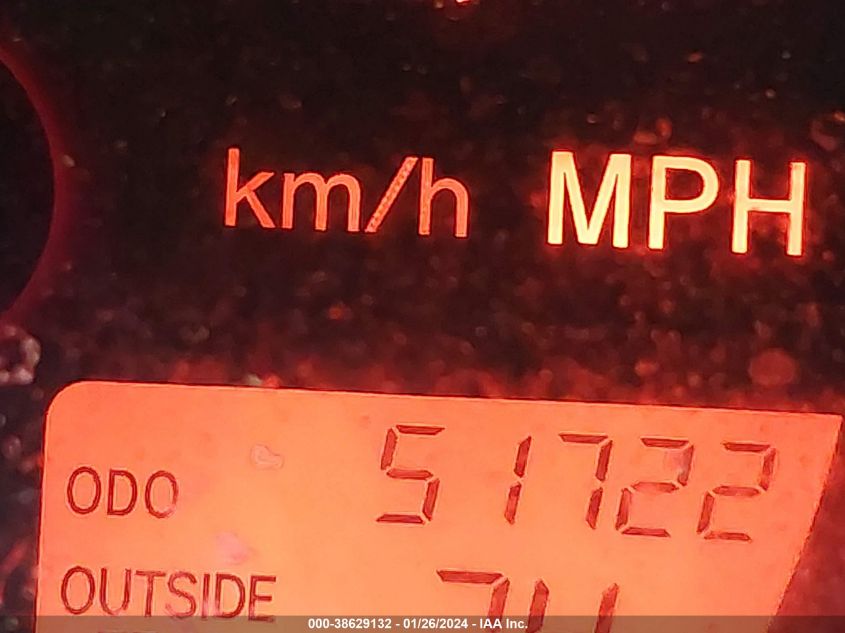 km/h MPH
ODO 51722
OUTSIDE
000-38629132 - 01/26/2024 - IAA Inc.